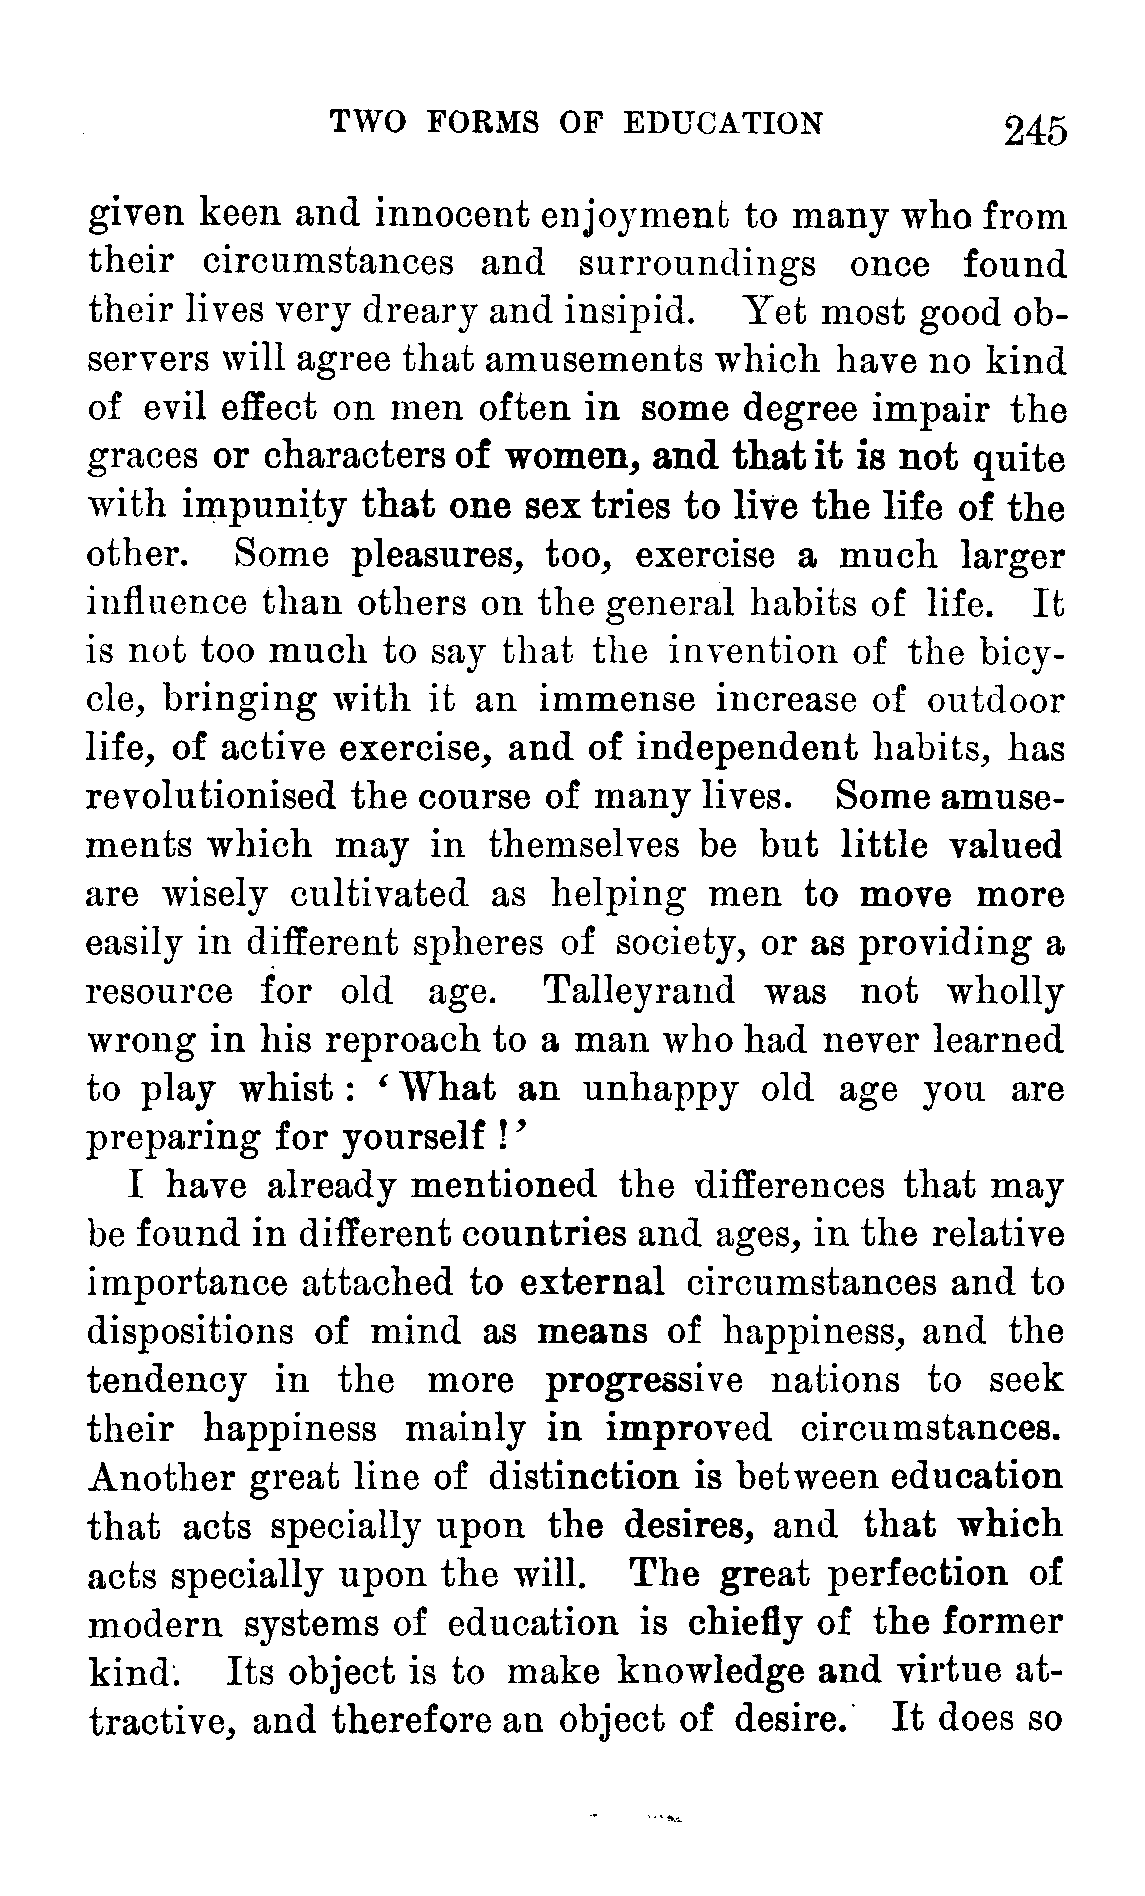 TWO FORMS OF EDUCATION 245
given keen and innocent enjoyment to many who from
their circumstances and surroundings once found
their lives very dreary and insipid. Yet most good ob-
servers will agree that amusements which have no kind
of evil effect on men often in some degree impair the
graces or characters of women, and that it is not quite
with impunity that one sex tries to live the life of the
other. Some pleasures, too, exercise a much larger
influence than others on the general habits of life. It
is not too much to say that the invention of the bicy-
cle, bringing with it an immense increase of outdoor
life, of active exercise, and of independent habits, has
revolutionised the course of many lives. Some amuse-
ments which may in themselves be but little valued
are wisely cultivated as helping men to move more
easily in different spheres of society, or as providing a
resource for old age. Talleyrand was not wholly
wrong in his reproach to a man who had never learned
to play whist : ‘ What an unhappy old age you are
preparing for yourself !’
I have already mentioned the differences that may
be found in different countries and ages, in the relative
importance attached to external circumstances and to
dispositions of mind as means of happiness, and the
tendency in the more progressive nations to seek
their happiness mainly in improved circumstances.
Another great line of distinction is between education
that acts specially upon the desires, and that which
acts specially upon the will. The great perfection of
modern systems of education is chiefly of the former
kind. Its object is to make knowledge and virtue at-
tractive, and therefore an object of desire. It does so